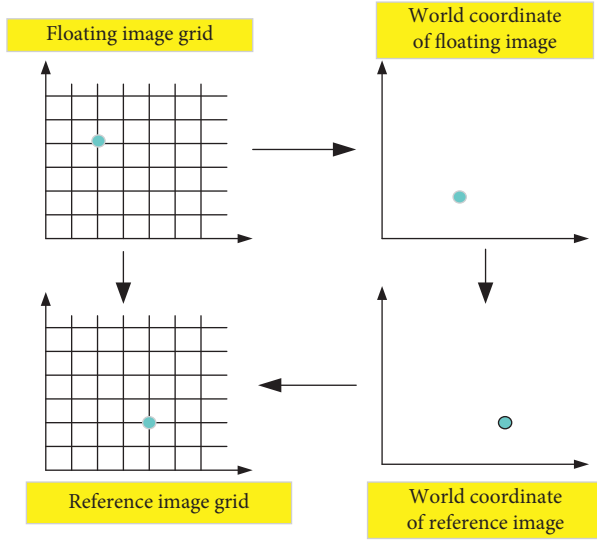 Floating image grid
World coordinate
of floating image
Reference image grid
World coordinate
of reference image